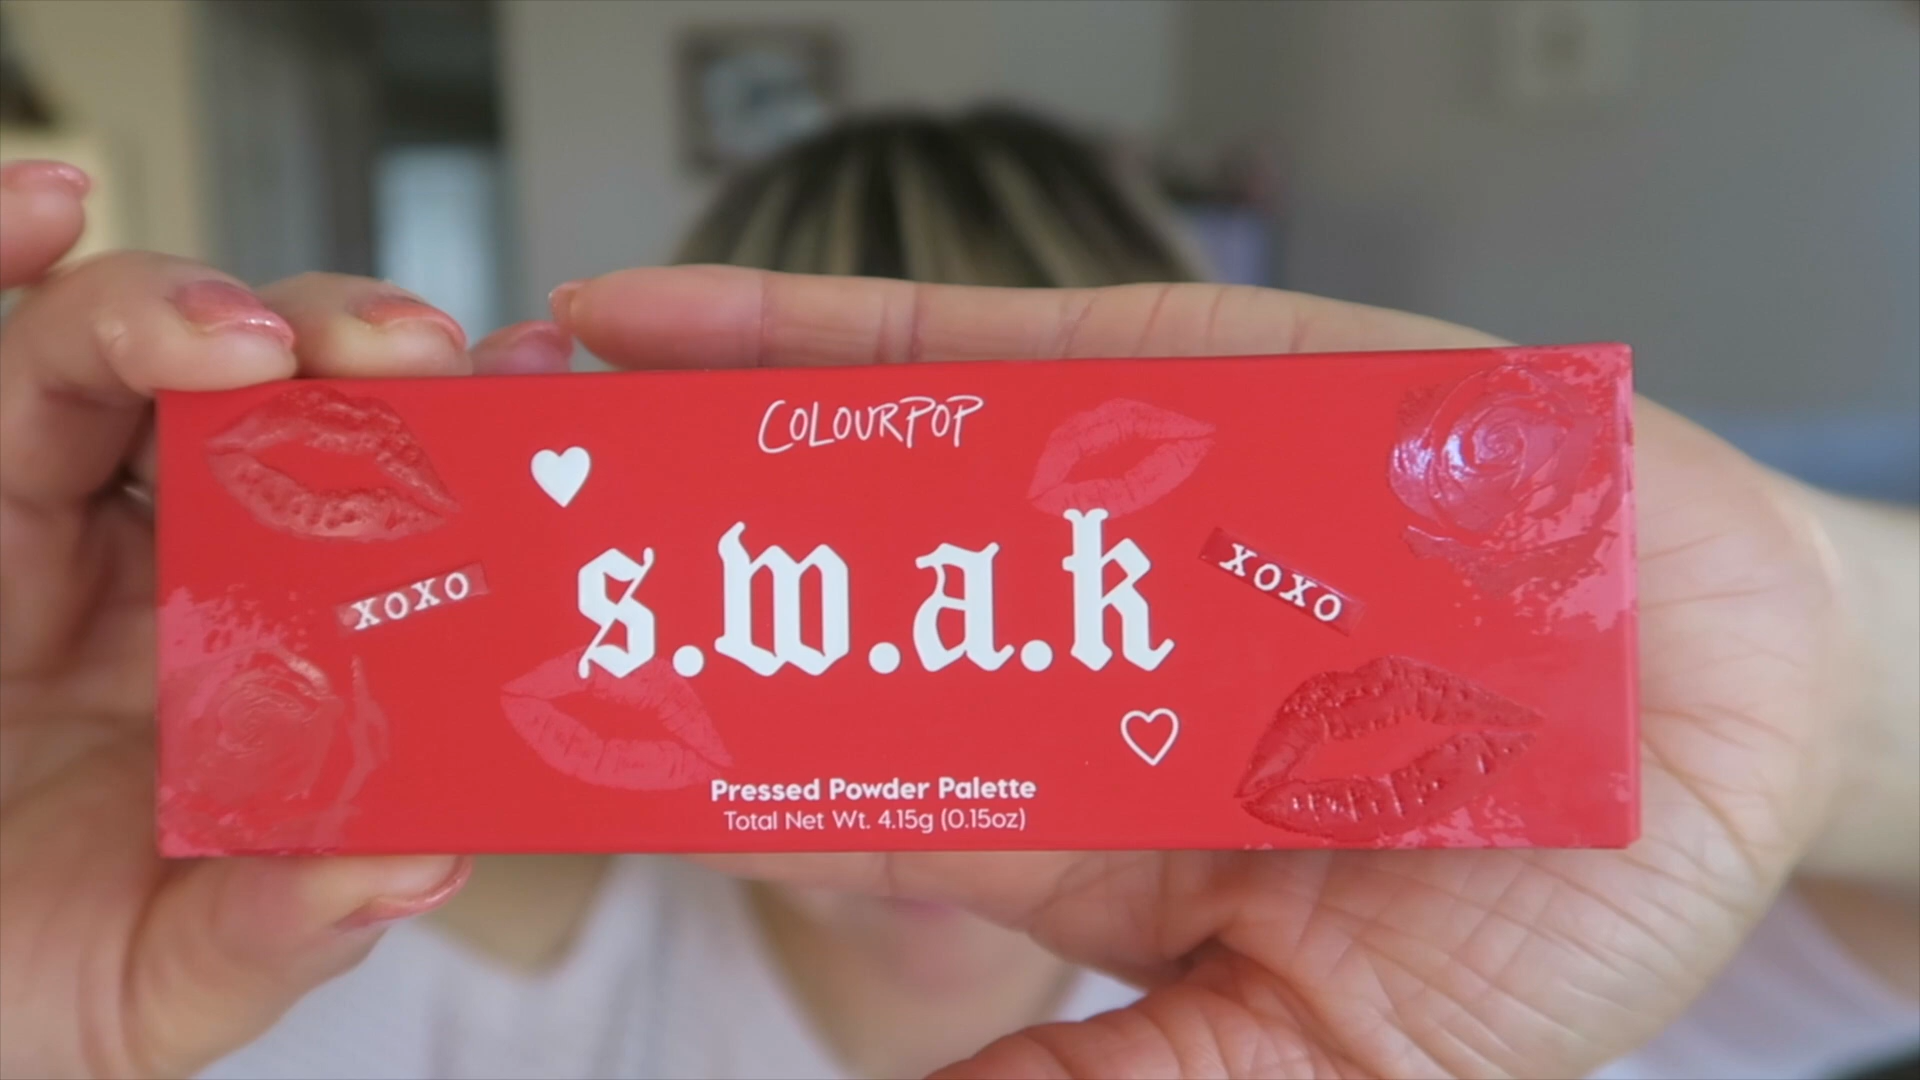 COLOURPOP
s.w.a.k
XOXO
XOXO
Pressed Powder Palette
Total Net Wt. 4.15g (0.15oz)